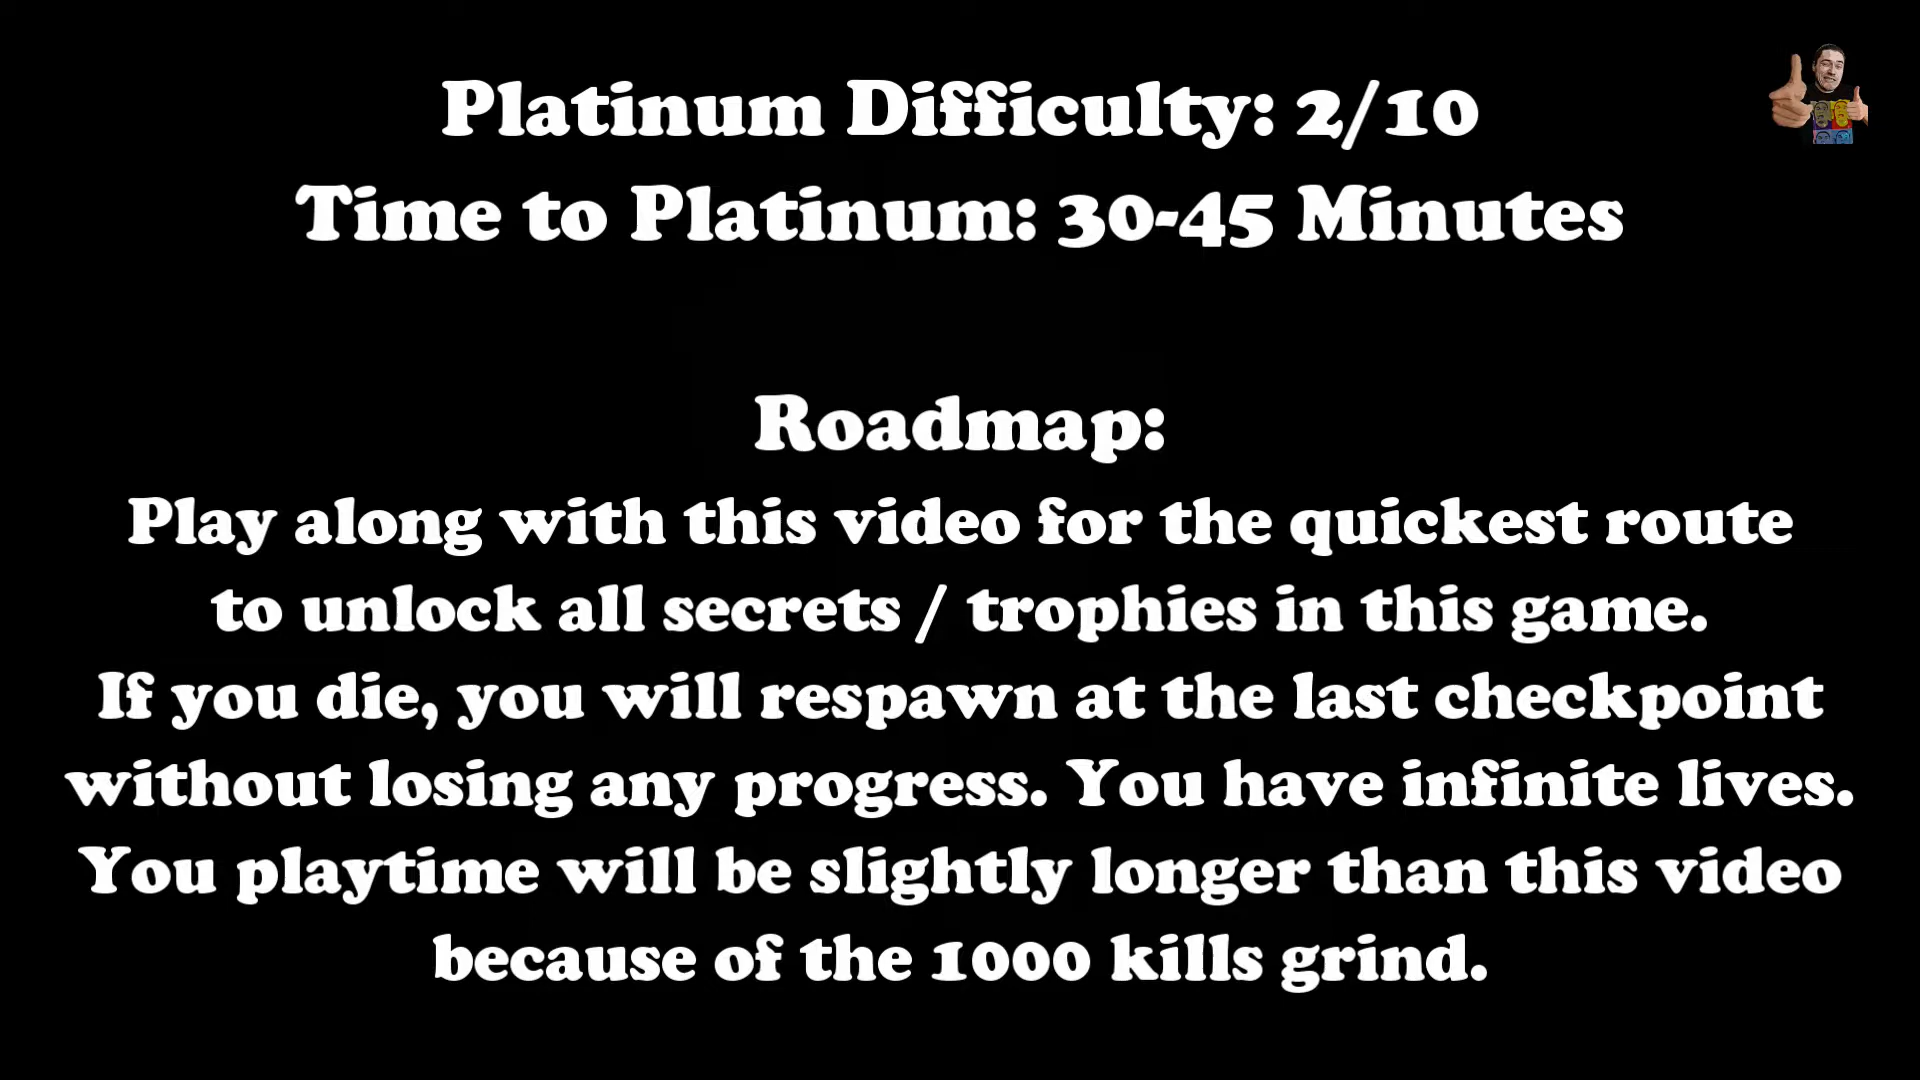 Platinum Difficulty: 2/10
Time to Platinum: 30-45 Minutes
Roadmap:
Play along with this video for the quickest route
to unlock all secrets / trophies in this game.
If you die, you will respawn at the last checkpoint
without losing any progress. You have infinite lives.
You playtime will be slightly longer than this video
because of the 1000 kills grind.